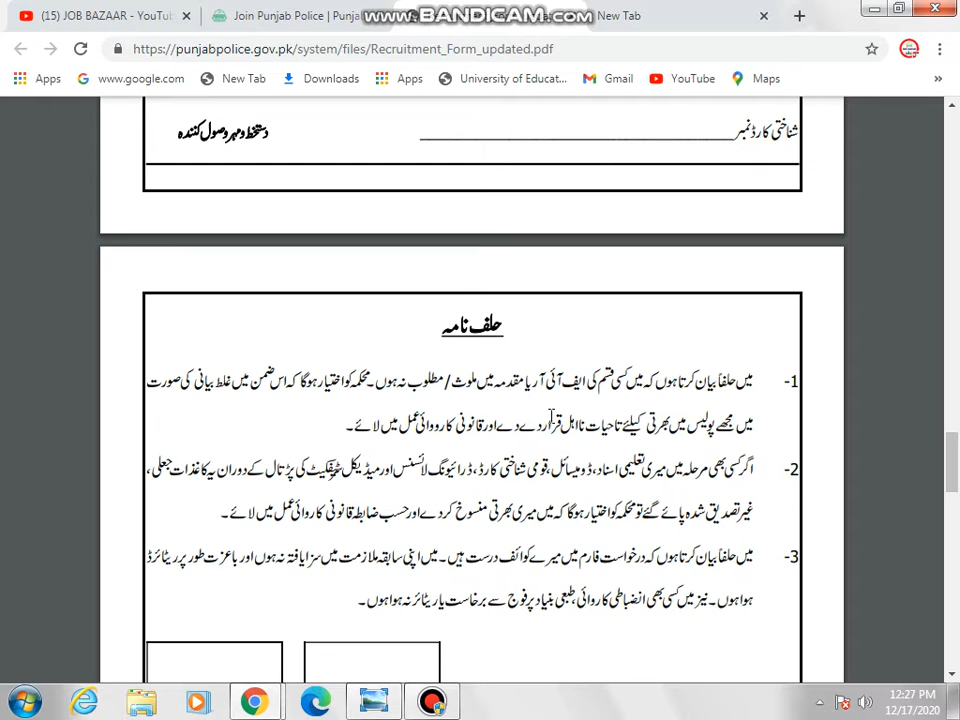 (15) JOB BAZAAR - YouTub
Join Punjab Police | Punja
www.BANDICAM.com
New Tab
https://punjabpolice.gov.pk/system/files/Recruitment_Form_updated.pdf
Apps
www.google.com
New Tab
Downloads
Apps
University of Educat...
Gmail
YouTube
Maps
»
شناختی کارڈ نمبر
دستخط و مہر وصول کنندہ
حلف نامہ
1- میں حلفاً بیان کرتا ہوں کہ میں کسی قسم کی ایف آئی آر یا مقدمہ میں ملوث / مطلوب نہ ہوں۔ محکمہ کو اختیار ہوگا کہ اس ضمن میں غلط بیانی کی صورت
میں مجھے پولیس میں بھرتی کیلئے تاحیات نااہل قرار دے دے اور قانونی کارووائی عمل میں لائے۔
2- اگر کسی بھی مرحلہ میں میری تعلیمی اسناد، ڈومیسائل، قومی شناختی کارڈ، ڈرائیونگ لائسنس اور میڈیکل سرٹیفکیٹ کی پڑتال کے دوران یہ کاغذات جعلی،
غیر تصدیق شدہ پائے گئے تو محکمہ کو اختیار ہوگا کہ میں میری بھرتی منسوخ کر دے اور حسب ضابطہ قانونی کاروائی عمل میں لائے۔
3- میں حلفاً بیان کرتا ہوں کہ درخواست فارم میں میرے کوائف درست ہیں۔ میں اپنی سابقہ ملازمت میں سزا یافتہ نہ ہوں اور باعزت طور پر ریٹائرڈ
ہوا ہوں۔ نیز میں کسی بھی انضباطی کاروائی، طبعی بنیاد پر فوج سے برخاست یا ریٹائر نہ ہوا ہوں۔
12:27 PM
12/17/2020